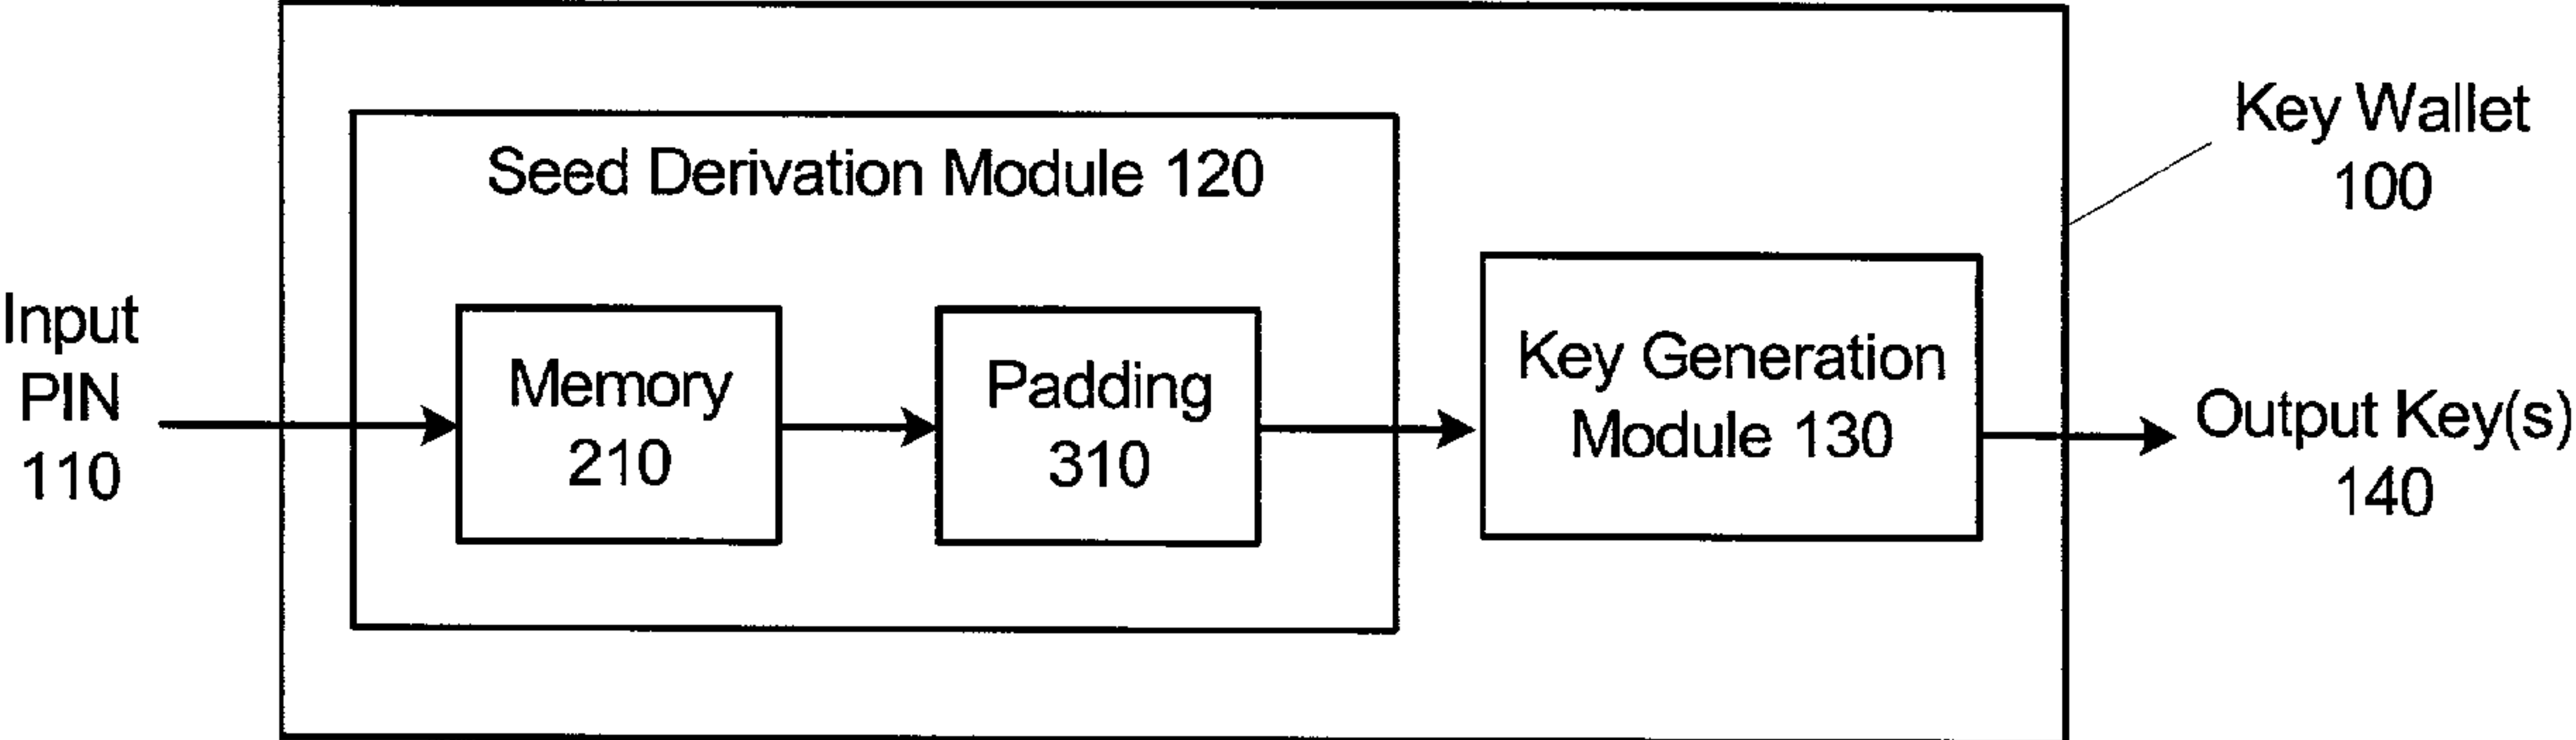 Key Wallet
100
Seed Derivation Module 120
Input
PIN
110
Memory
210
Padding
310
Key Generation
Module 130
Output Key(s)
140